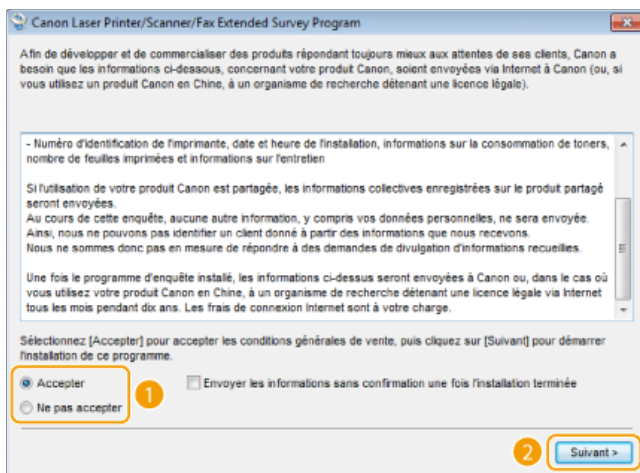 Canon Laser Printer/Scanner/Fax Extended Survey Program
Afin de développer et de commercialiser des produits répondant toujours mieux aux attentes de ses clients, Canon a
besoin que les informations ci-dessous, concernant votre produit Canon, soient envoyées via Internet à Canon (ou, si
vous utilisez un produit Canon en Chine, à un organisme de recherche détenant une licence légale).
- Numéro d'identification de l'imprimante, date et heure de l'installation, informations sur la consommation de toners,
nombre de feuilles imprimées et informations sur l'entretien
Si l'utilisation de votre produit Canon est partagée, les informations collectives enregistrées sur le produit partagé
seront envoyées.
Au cours de cette enquête, aucune autre information, y compris vos données personnelles, ne sera envoyée.
Ainsi, nous ne pouvons pas identifier un client donné à partir des informations que nous recevons.
Nous ne sommes donc pas en mesure de répondre à des demandes de divulgation d'informations recueillies.
Une fois le programme d'enquête installé, les informations ci-dessus seront envoyées à Canon ou, dans le cas où
vous utilisez votre produit Canon en Chine, à un organisme de recherche détenant une licence légale via Internet
tous les mois pendant dix ans. Les frais de connexion Internet sont à votre charge.
Sélectionnez [Accepter] pour accepter les conditions générales de vente, puis cliquez sur [Suivant] pour démarrer
l'installation de ce programme.
Accepter
Ne pas accepter
1
Envoyer les informations sans confirmation une fois l'installation terminée
2
Suivant >